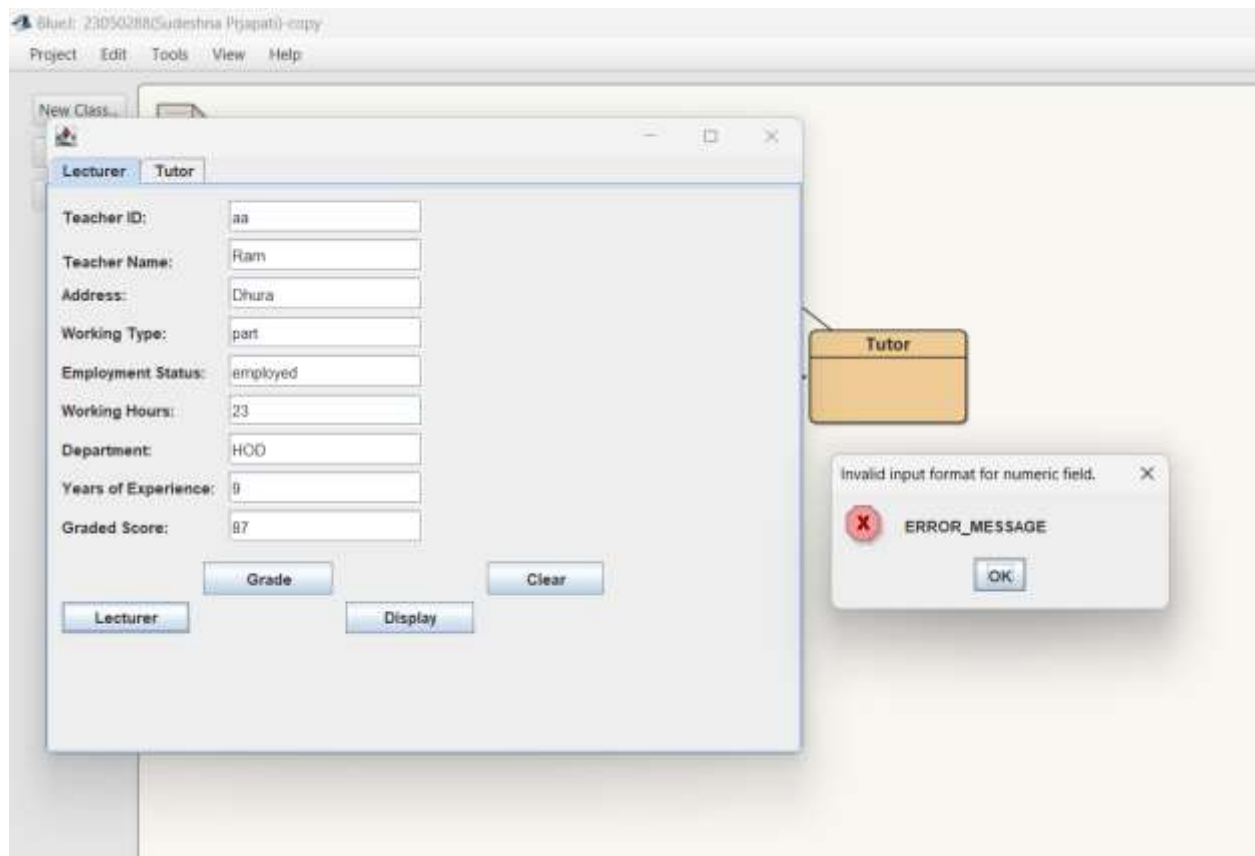 BlueJ: 23050288(Sudeshna Prjapati)-copy
Project Edit Tools View Help
New Class...
Lecturer Tutor
Teacher ID: aa
Teacher Name: Ram
Address: Dhura
Working Type: part
Employment Status: employed
Working Hours: 23
Department: HOD
Years of Experience: 9
Graded Score: 87
Grade Clear
Lecturer Display
Tutor
Invalid input format for numeric field.
ERROR_MESSAGE
OK